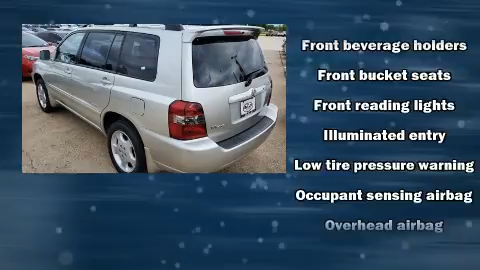 Front beverage holders
Front bucket seats
Front reading lights
Illuminated entry
Low tire pressure warning
Occupant sensing airbag
Overhead airbag